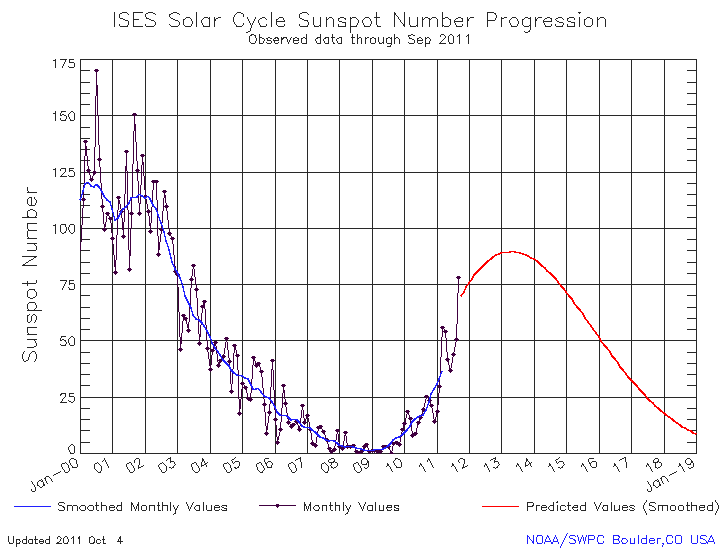 ISES Solar Cycle Sunspot Number Progression
Observed data through Sep 2011
Sunspot Number
175
150
125
100
75
50
25
0
Jan-00 01 02 03 04 05 06 07 08 09 10 11 12 13 14 15 16 17 18 Jan-19
Smoothed Monthly Values Monthly Values Predicted Values (Smoothed)
Updated 2011 Oct 4 NOAA/SWPC Boulder,CO USA